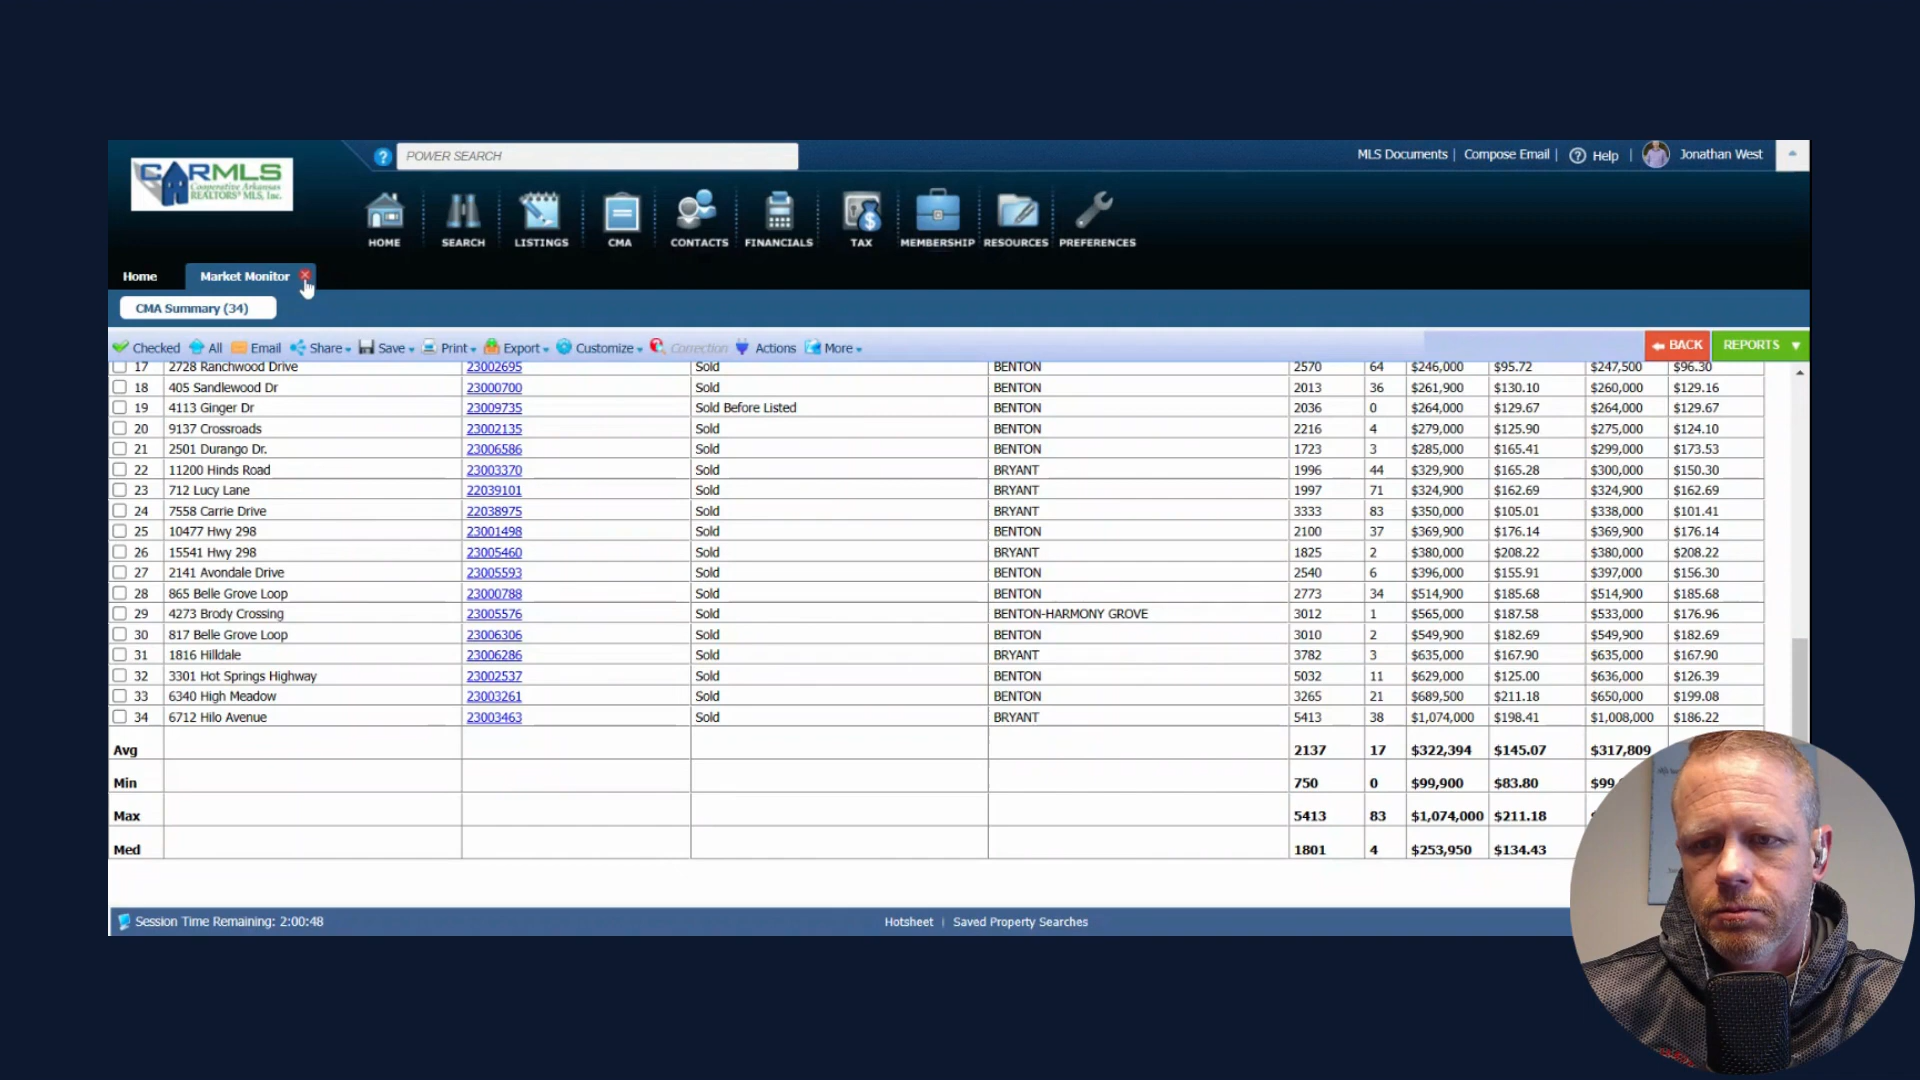 CARMLS
Cooperative Arkansas
REALTORS® MLS, Inc.
? POWER SEARCH
MLS Documents | Compose Email | ? Help | Jonathan West
HOME SEARCH LISTINGS CMA CONTACTS FINANCIALS TAX MEMBERSHIP RESOURCES PREFERENCES
Home Market Monitor
CMA Summary (34)
Checked All Email Share Save Print Export Customize Correction Actions More BACK REPORTS
17 2728 Ranchwood Drive 23002695 Sold BENTON 2570 64 $246,000 $95.72 $247,500 $96.30
18 405 Sandlewood Dr 23000700 Sold BENTON 2013 36 $261,900 $130.10 $260,000 $129.16
19 4113 Ginger Dr 23009735 Sold Before Listed BENTON 2036 0 $264,000 $129.67 $264,000 $129.67
20 9137 Crossroads 23002135 Sold BENTON 2216 4 $279,000 $125.90 $275,000 $124.10
21 2501 Durango Dr. 23006586 Sold BENTON 1723 3 $285,000 $165.41 $299,000 $173.53
22 11200 Hinds Road 23003370 Sold BRYANT 1996 44 $329,900 $165.28 $300,000 $150.30
23 712 Lucy Lane 22039101 Sold BRYANT 1997 71 $324,900 $162.69 $324,900 $162.69
24 7558 Carrie Drive 22038975 Sold BRYANT 3333 83 $350,000 $105.01 $338,000 $101.41
25 10477 Hwy 298 23001498 Sold BENTON 2100 37 $369,900 $176.14 $369,900 $176.14
26 15541 Hwy 298 23005460 Sold BRYANT 1825 2 $380,000 $208.22 $380,000 $208.22
27 2141 Avondale Drive 23005593 Sold BENTON 2540 6 $396,000 $155.91 $397,000 $156.30
28 865 Belle Grove Loop 23000788 Sold BENTON 2773 34 $514,900 $185.68 $514,900 $185.68
29 4273 Brody Crossing 23005576 Sold BENTON-HARMONY GROVE 3012 1 $565,000 $187.58 $533,000 $176.96
30 817 Belle Grove Loop 23006306 Sold BENTON 3010 2 $549,900 $182.69 $549,900 $182.69
31 1816 Hilldale 23006286 Sold BRYANT 3782 3 $635,000 $167.90 $635,000 $167.90
32 3301 Hot Springs Highway 23002537 Sold BENTON 5032 11 $629,000 $125.00 $636,000 $126.39
33 6340 High Meadow 23003261 Sold BENTON 3265 21 $689,500 $211.18 $650,000 $199.08
34 6712 Hilo Avenue 23003463 Sold BRYANT 5413 38 $1,074,000 $198.41 $1,008,000 $186.22
Avg 2137 17 $322,394 $145.07 $317,809
Min 750 0 $99,900 $83.80 $99
Max 5413 83 $1,074,000 $211.18
Med 1801 4 $253,950 $134.43
Session Time Remaining: 2:00:48 Hotsheet | Saved Property Searches